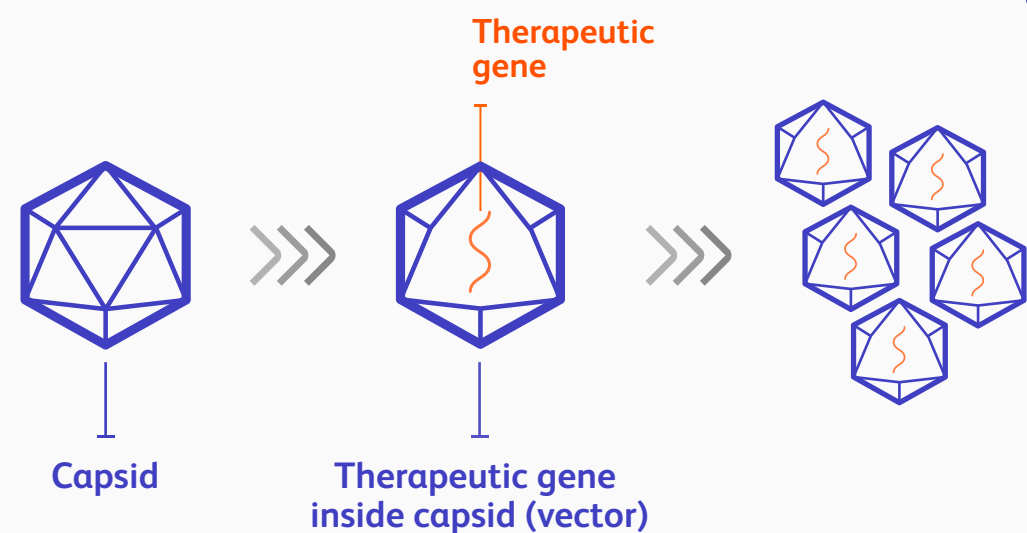 Therapeutic
gene
Capsid
Therapeutic gene
inside capsid (vector)